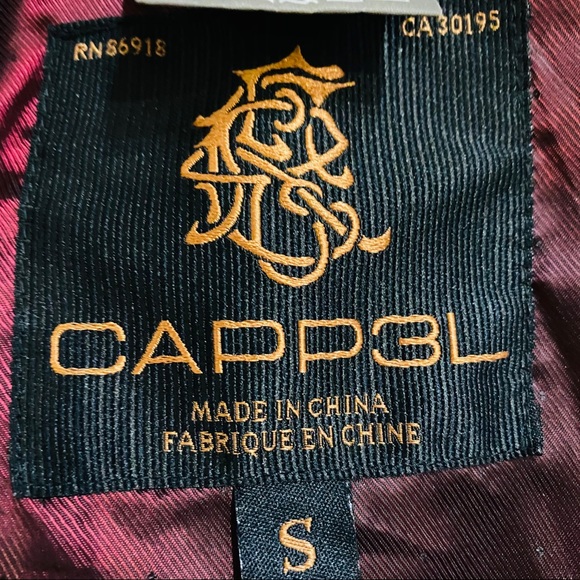 RN86918
CA30195
CAPP3L
MADE IN CHINA
FABRIQUE EN CHINE
S